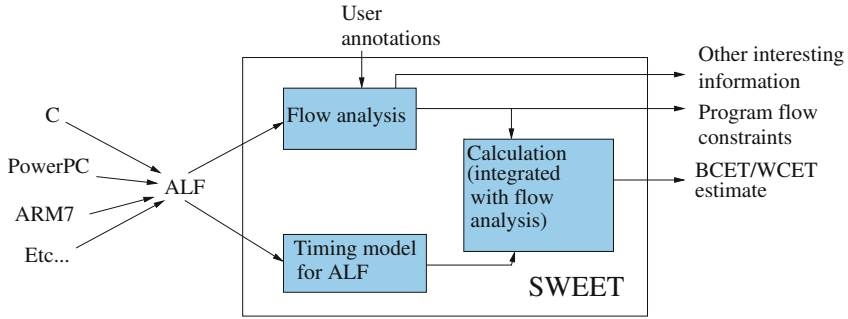 User
annotations
Other interesting
information
Flow analysis
Program flow
constraints
C
PowerPC
ALF
ARM7
Etc...
Calculation
(integrated
with flow
analysis)
BCET/WCET
estimate
Timing model
for ALF
SWEET